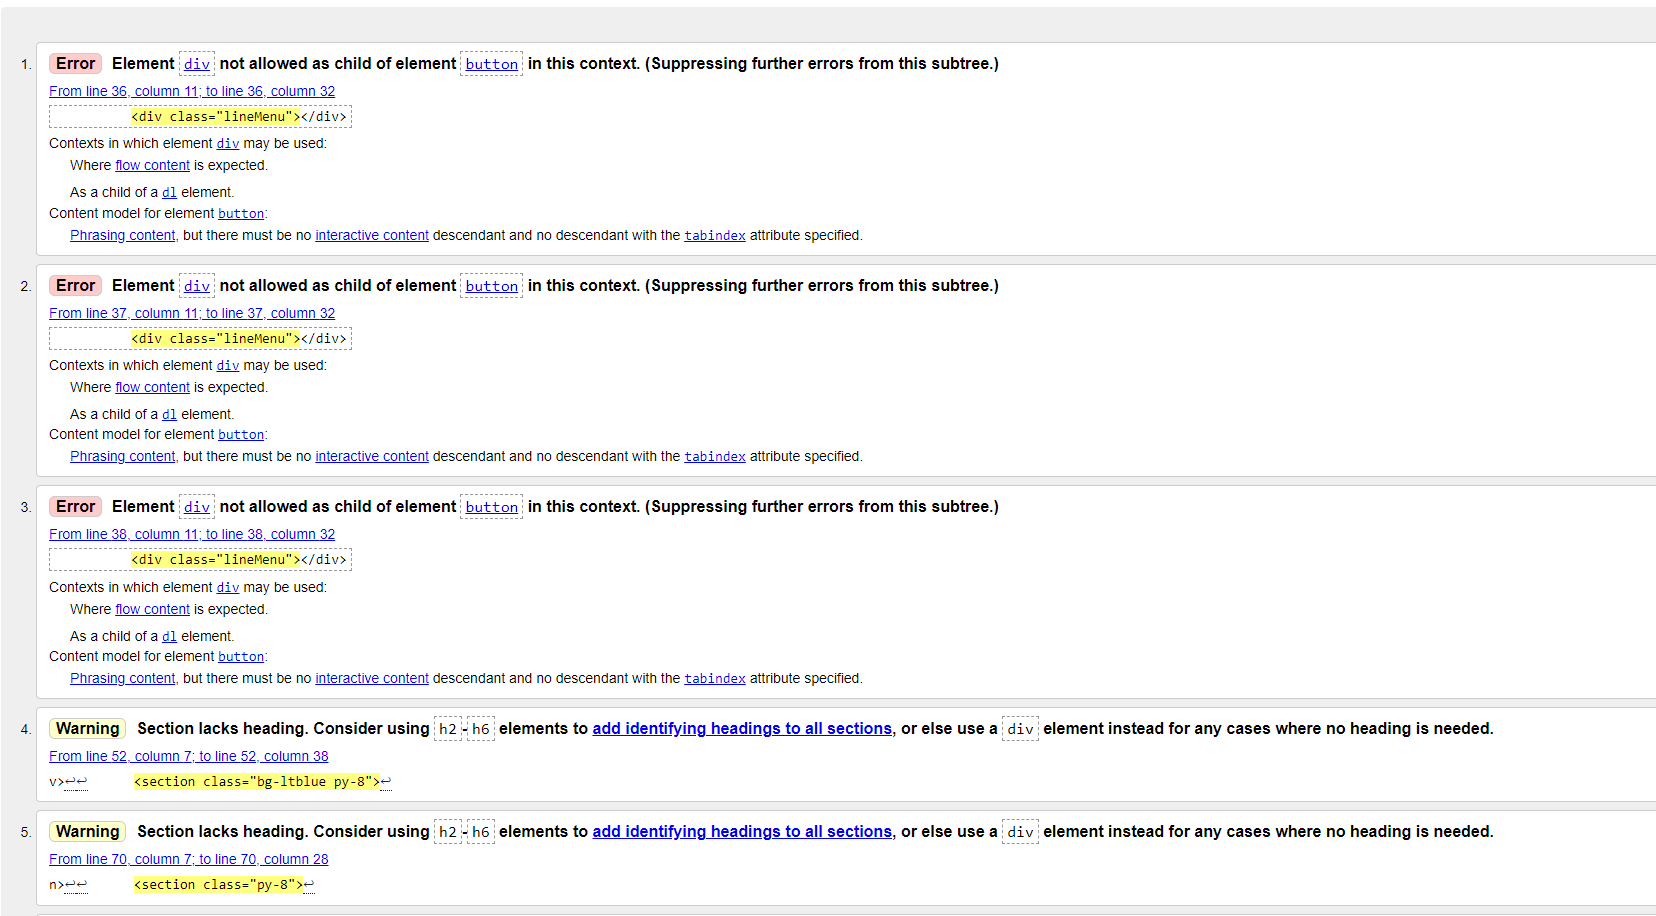 1. Error Element div not allowed as child of element button in this context. (Suppressing further errors from this subtree.)
From line 36, column 11; to line 36, column 32
<div class="lineMenu"></div>
Contexts in which element div may be used:
Where flow content is expected.
As a child of a dl element.
Content model for element button:
Phrasing content, but there must be no interactive content descendant and no descendant with the tabindex attribute specified.
2. Error Element div not allowed as child of element button in this context. (Suppressing further errors from this subtree.)
From line 37, column 11; to line 37, column 32
<div class="lineMenu"></div>
Contexts in which element div may be used:
Where flow content is expected.
As a child of a dl element.
Content model for element button:
Phrasing content, but there must be no interactive content descendant and no descendant with the tabindex attribute specified.
3. Error Element div not allowed as child of element button in this context. (Suppressing further errors from this subtree.)
From line 38, column 11; to line 38, column 32
<div class="lineMenu"></div>
Contexts in which element div may be used:
Where flow content is expected.
As a child of a dl element.
Content model for element button:
Phrasing content, but there must be no interactive content descendant and no descendant with the tabindex attribute specified.
4. Warning Section lacks heading. Consider using h2-h6 elements to add identifying headings to all sections, or else use a div element instead for any cases where no heading is needed.
From line 52, column 7; to line 52, column 38
v>↩↩ <section class="bg-ltblue py-8">↩
5. Warning Section lacks heading. Consider using h2-h6 elements to add identifying headings to all sections, or else use a div element instead for any cases where no heading is needed.
From line 70, column 7; to line 70, column 28
n>↩↩ <section class="py-8">↩